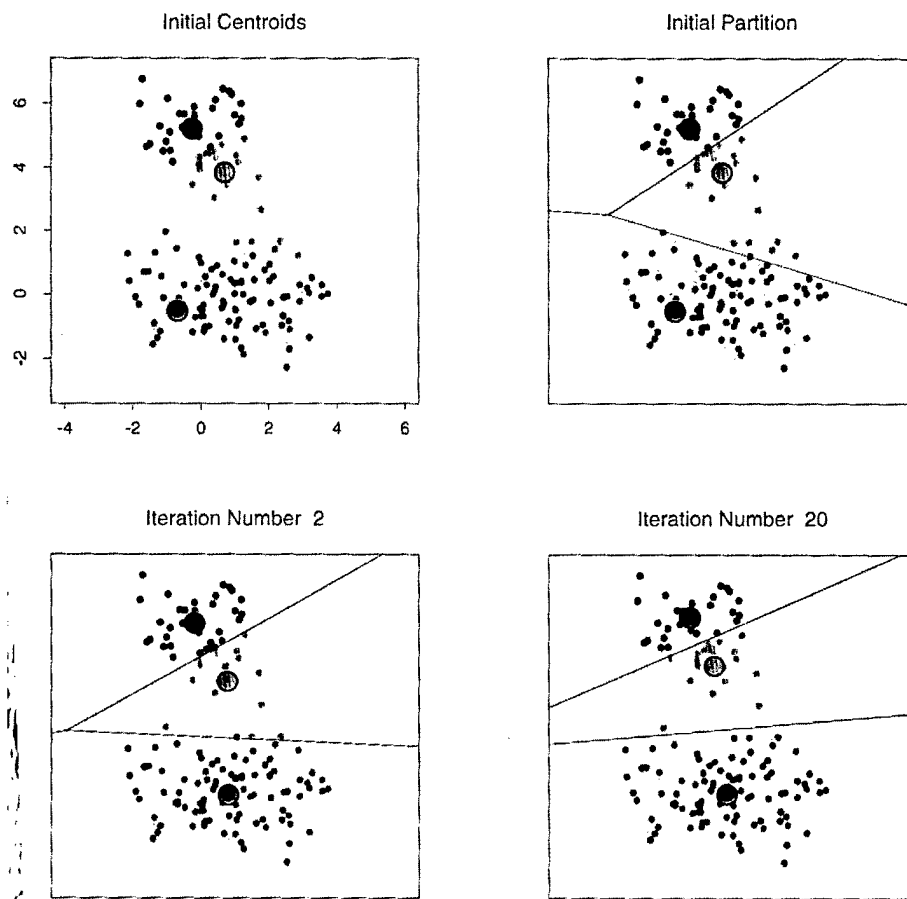 Initial Centroids
Initial Partition
6
4
2
0
-2
-4 -2 0 2 4 6
Iteration Number 2
Iteration Number 20